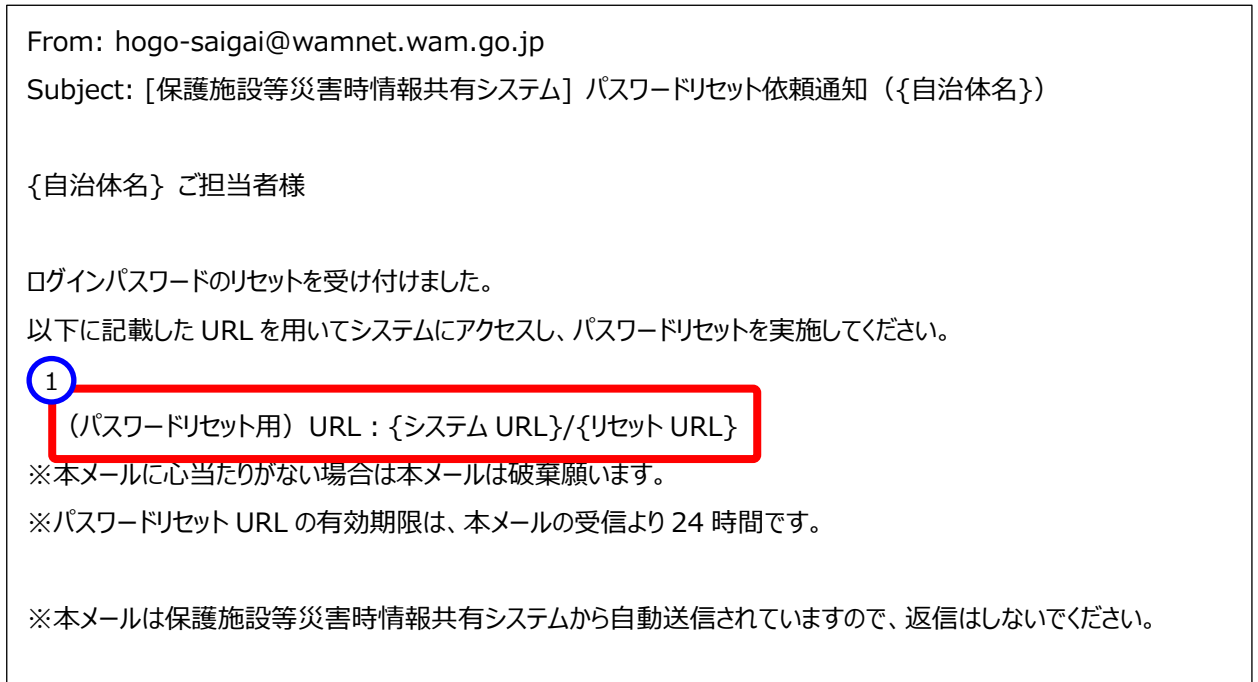 From: hogo-saigai@wamnet.wam.go.jp
Subject: [保護施設等災害時情報共有システム] パスワードリセット依頼通知（{自治体名}）
{自治体名} ご担当者様
ログインパスワードのリセットを受け付けました。
以下に記載した URL を用いてシステムにアクセスし、パスワードリセットを実施してください。
1
（パスワードリセット用）URL：{システム URL}/{リセット URL}
※本メールに心当たりがない場合は本メールは破棄願います。
※パスワードリセット URL の有効期限は、本メールの受信より 24 時間です。
※本メールは保護施設等災害時情報共有システムから自動送信されていますので、返信はしないでください。